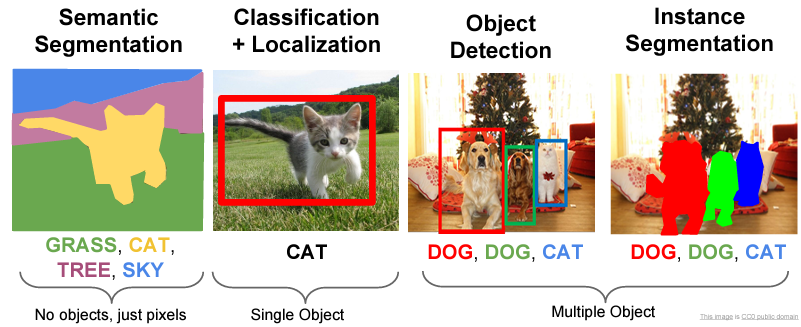 Semantic
Segmentation
Classification
+ Localization
Object
Detection
Instance
Segmentation
GRASS, CAT,
TREE, SKY
CAT
DOG, DOG, CAT
DOG, DOG, CAT
No objects, just pixels
Single Object
Multiple Object
This image is CC0 public domain